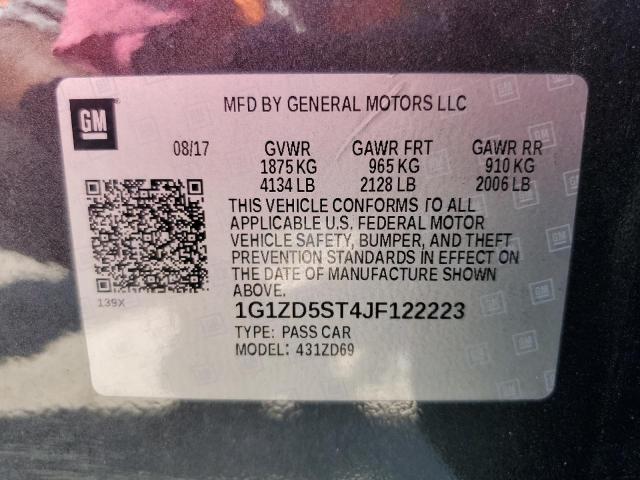 GM
MFD BY GENERAL MOTORS LLC
08/17 GVWR GAWR FRT GAWR RR
1875 KG 965 KG 910 KG
4134 LB 2128 LB 2006 LB
THIS VEHICLE CONFORMS TO ALL
APPLICABLE U.S. FEDERAL MOTOR
VEHICLE SAFETY, BUMPER, AND THEFT
PREVENTION STANDARDS IN EFFECT ON
THE DATE OF MANUFACTURE SHOWN
ABOVE.
139X
1G1ZD5ST4JF122223
TYPE: PASS CAR
MODEL: 431ZD69